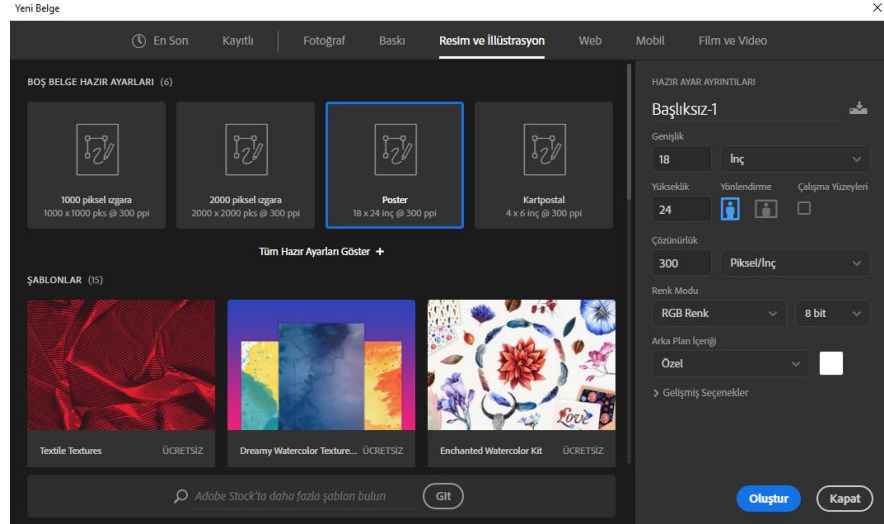 Yeni Belge
En Son Kayıtlı Fotoğraf Baskı Resim ve İllüstrasyon Web Mobil Film ve Video
BOŞ BELGE HAZIR AYARLARI (6)
1000 piksel ızgara
1000 x 1000 pks @ 300 ppi
2000 piksel ızgara
2000 x 2000 pks @ 300 ppi
Poster
18 x 24 inç @ 300 ppi
Kartpostal
4 x 6 inç @ 300 ppi
Tüm Hazır Ayarları Göster +
ŞABLONLAR (15)
Love
Textile Textures ÜCRETSİZ
Dreamy Watercolor Texture... ÜCRETSİZ
Enchanted Watercolor Kit ÜCRETSİZ
Adobe Stock'ta daha fazla şablon bulun Git
HAZIR AYAR AYRINTILARI
Başlıksız-1
Genişlik
18 İnç
Yükseklik Yönlendirme Çalışma Yüzeyleri
24
Çözünürlük
300 Piksel/İnç
Renk Modu
RGB Renk 8 bit
Arka Plan İçeriği
Özel
> Gelişmiş Seçenekler
Oluştur Kapat